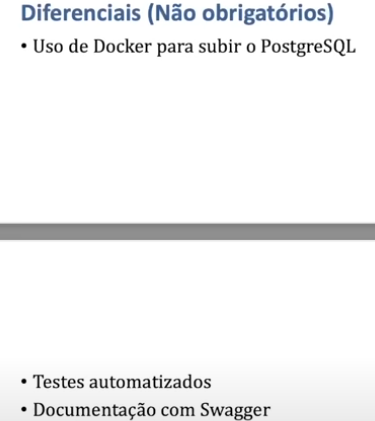 Diferenciais (Não obrigatórios)
• Uso de Docker para subir o PostgreSQL
• Testes automatizados
• Documentação com Swagger